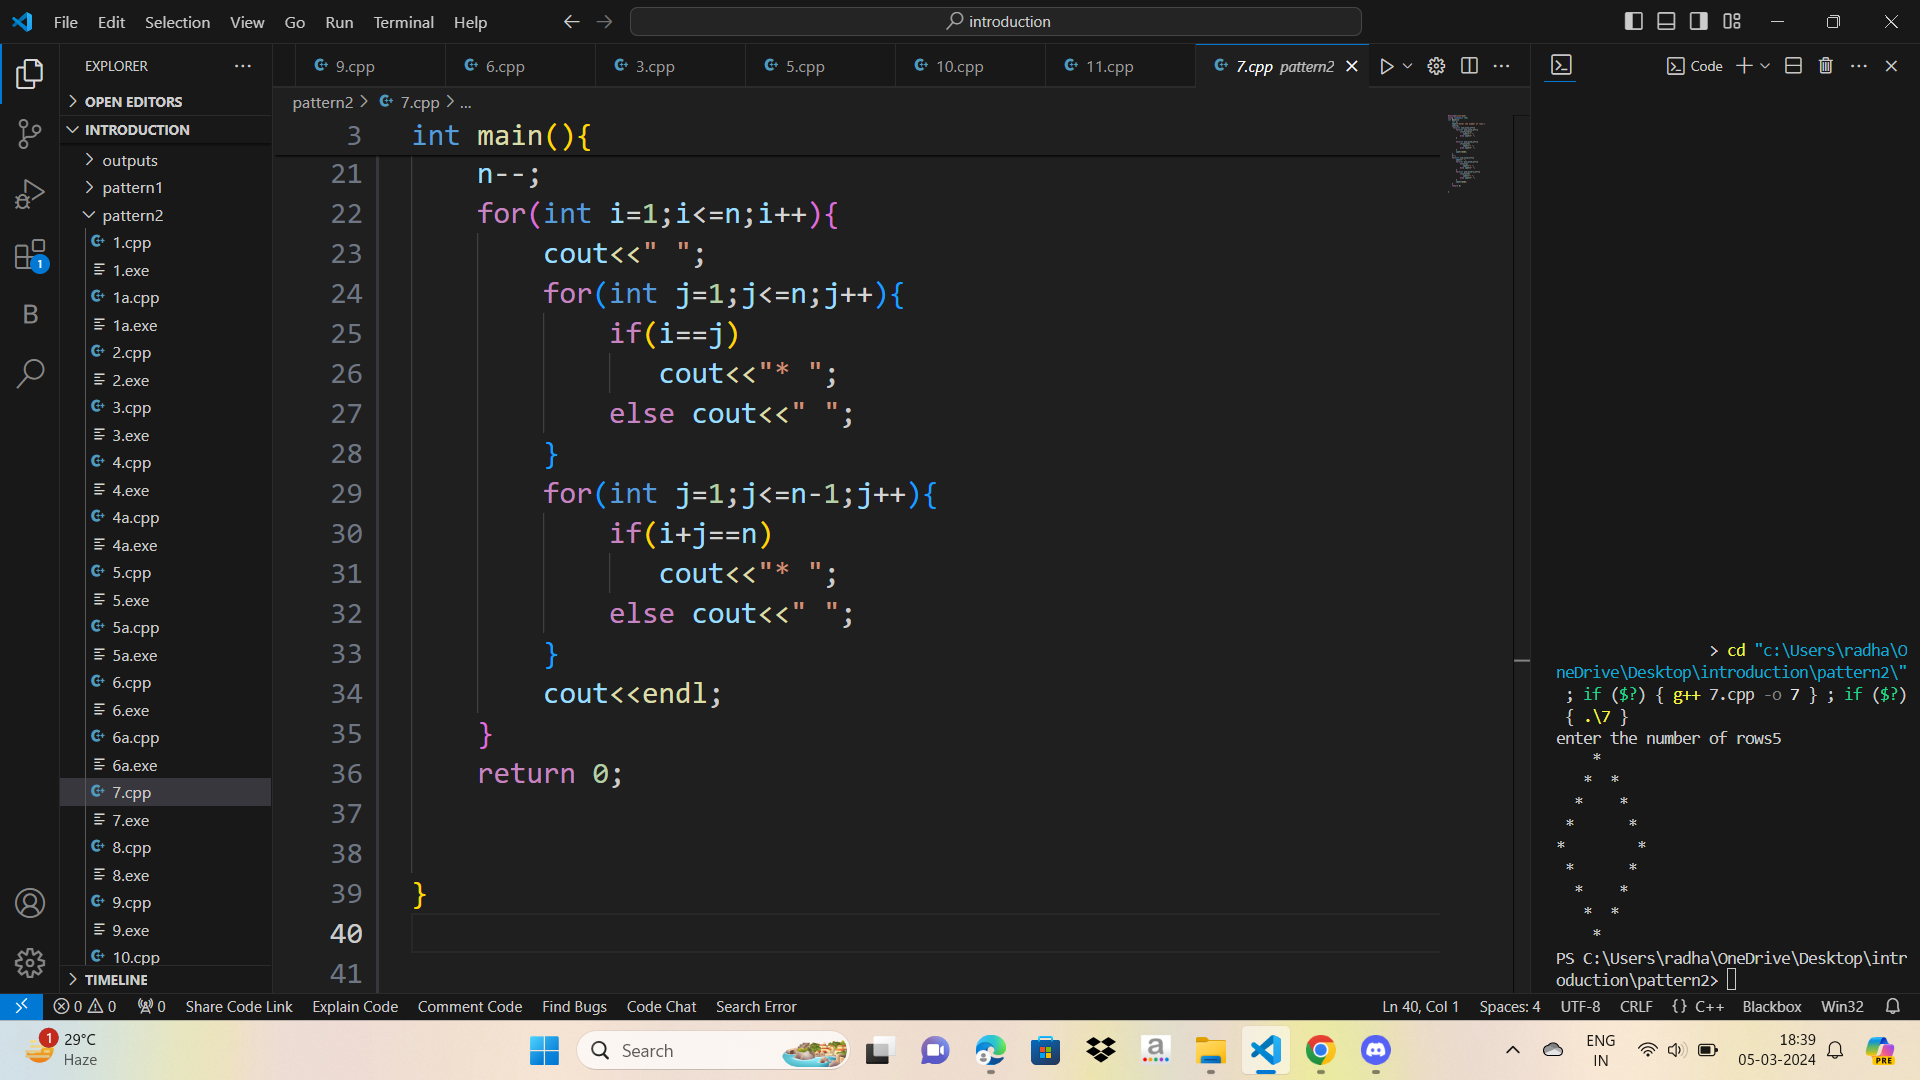 File Edit Selection View Go Run Terminal Help
introduction
EXPLORER
9.cpp 6.cpp 3.cpp 5.cpp 10.cpp 11.cpp 7.cpp pattern2
Code
OPEN EDITORS
INTRODUCTION
outputs
pattern1
pattern2
1.cpp
1.exe
1a.cpp
1a.exe
2.cpp
2.exe
3.cpp
3.exe
4.cpp
4.exe
4a.cpp
4a.exe
5.cpp
5.exe
5a.cpp
5a.exe
6.cpp
6.exe
6a.cpp
6a.exe
7.cpp
7.exe
8.cpp
8.exe
9.cpp
9.exe
10.cpp
TIMELINE
1
B
pattern2 > 7.cpp > ...
3 int main(){
21 n--;
22 for(int i=1;i<=n;i++){
23 cout<<" ";
24 for(int j=1;j<=n;j++){
25 if(i==j)
26 cout<<"* ";
27 else cout<<" ";
28 }
29 for(int j=1;j<=n-1;j++){
30 if(i+j==n)
31 cout<<"* ";
32 else cout<<" ";
33 }
34 cout<<endl;
35 }
36 return 0;
37
38
39 }
40
41
> cd "c:\Users\radha\O
neDrive\Desktop\introduction\pattern2\"
; if ($?) { g++ 7.cpp -o 7 } ; if ($?)
{ .\7 }
enter the number of rows5
    *
   *  *
  *    *
 *      *
*        *
 *      *
  *    *
   *  *
    *
PS C:\Users\radha\OneDrive\Desktop\intr
oduction\pattern2>
0 0 0 Share Code Link Explain Code Comment Code Find Bugs Code Chat Search Error
Ln 40, Col 1 Spaces: 4 UTF-8 CRLF {} C++ Blackbox Win32
1
29°C
Haze
Search
a
ENG
IN
18:39
05-03-2024
PRE